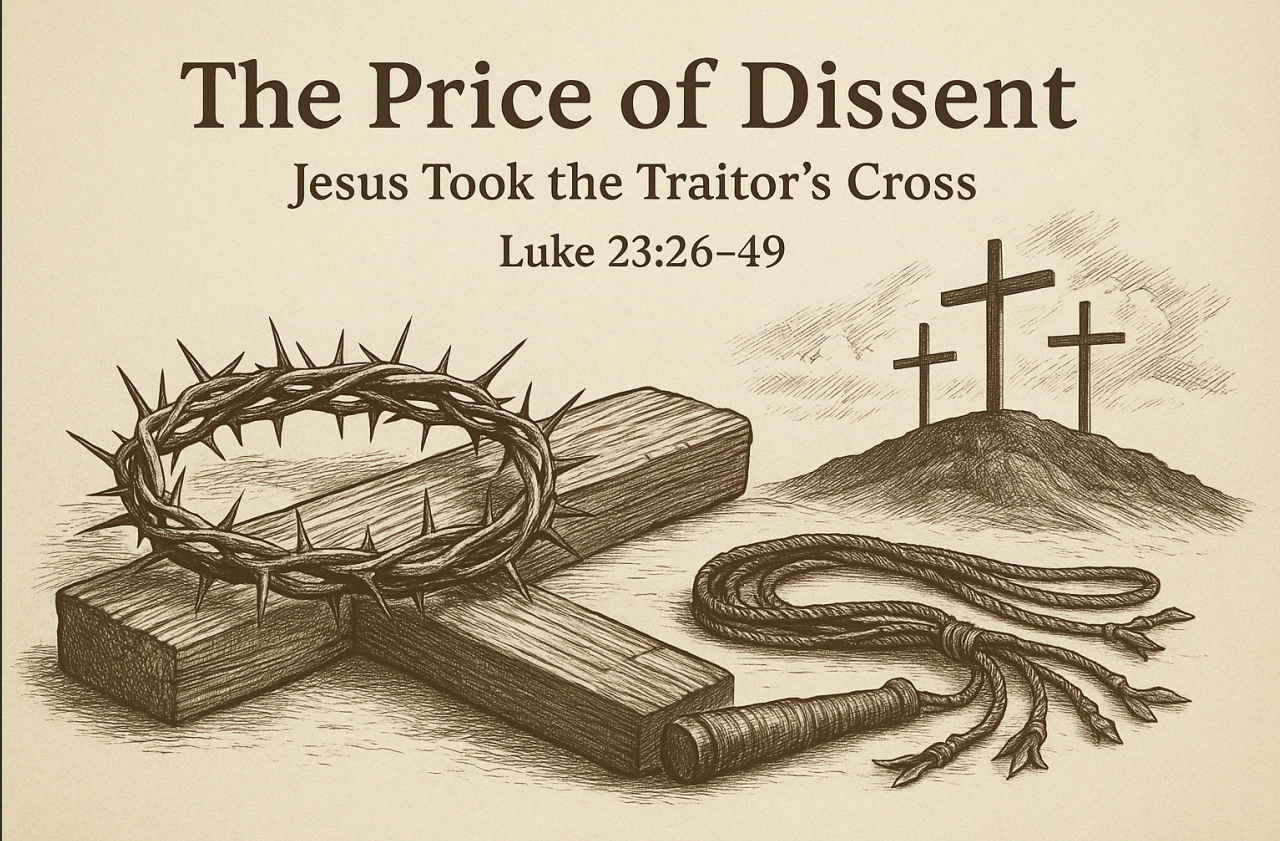 The Price of Dissent
Jesus Took the Traitor’s Cross
Luke 23:26–49